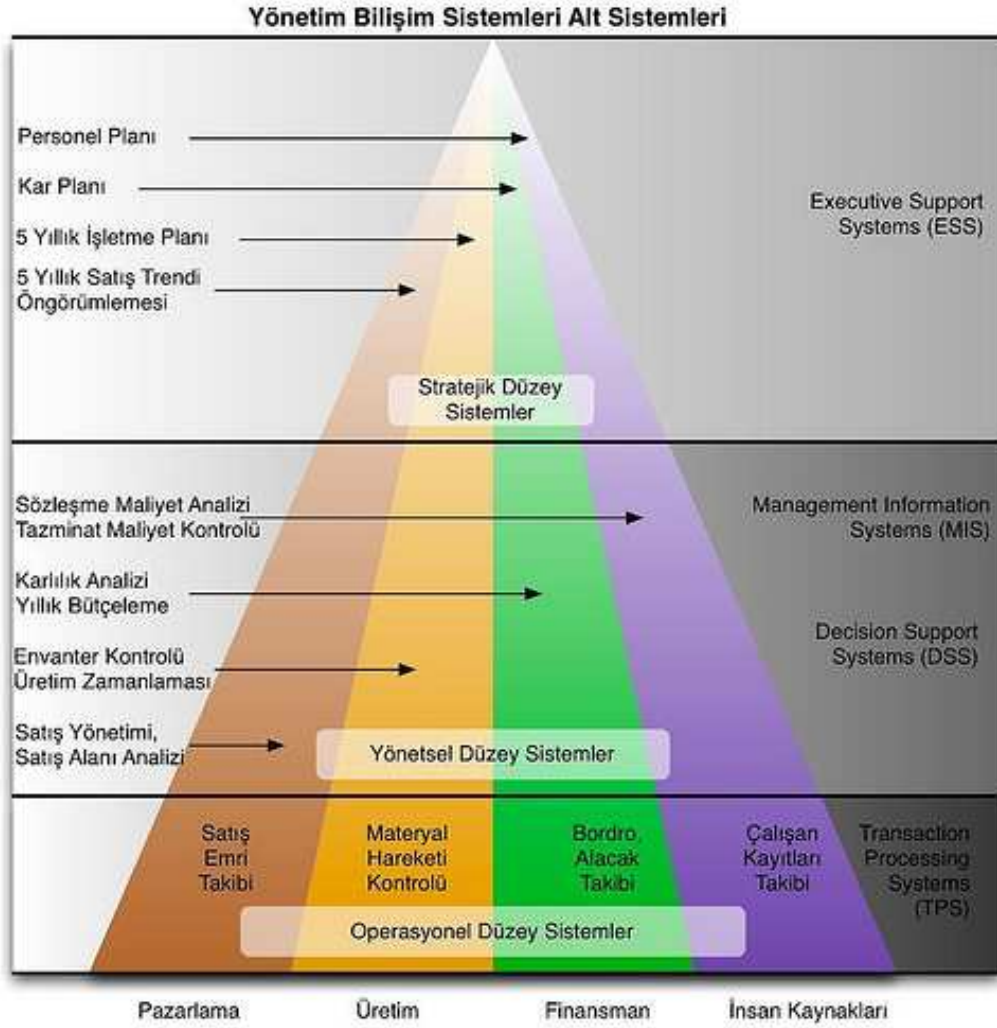 Yönetim Bilişim Sistemleri Alt Sistemleri
Personel Planı
Kar Planı
5 Yıllık İşletme Planı
5 Yıllık Satış Trendi
Öngörümlemesi
Executive Support
Systems (ESS)
Stratejik Düzey
Sistemler
Sözleşme Maliyet Analizi
Tazminat Maliyet Kontrolü
Management Information
Systems (MIS)
Karlılık Analizi
Yıllık Bütçeleme
Decision Support
Systems (DSS)
Envanter Kontrolü
Üretim Zamanlaması
Satış Yönetimi,
Satış Alanı Analizi
Yönetsel Düzey Sistemler
Satış
Emri
Takibi
Materyal
Hareketi
Kontrolü
Bordro,
Alacak
Takibi
Çalışan
Kayıtları
Takibi
Transaction
Processing
Systems
(TPS)
Operasyonel Düzey Sistemler
Pazarlama
Üretim
Finansman
İnsan Kaynakları